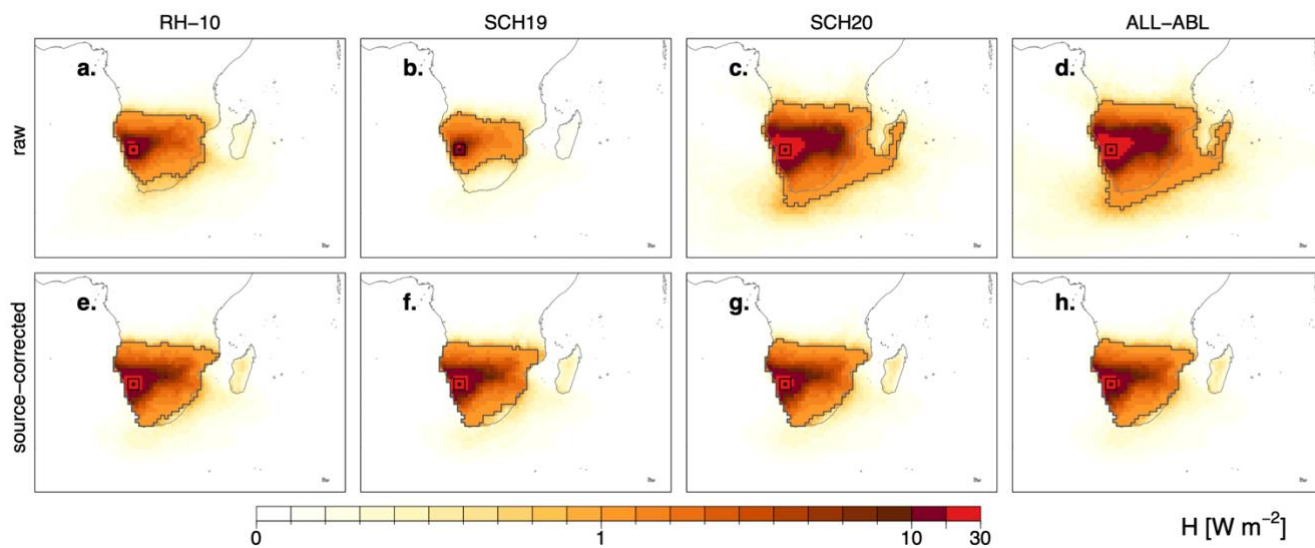 RH−10 SCH19 SCH20 ALL−ABL
raw
a. b. c. d.
source−corrected
e. f. g. h.
0 1 10 30
H [W m⁻²]